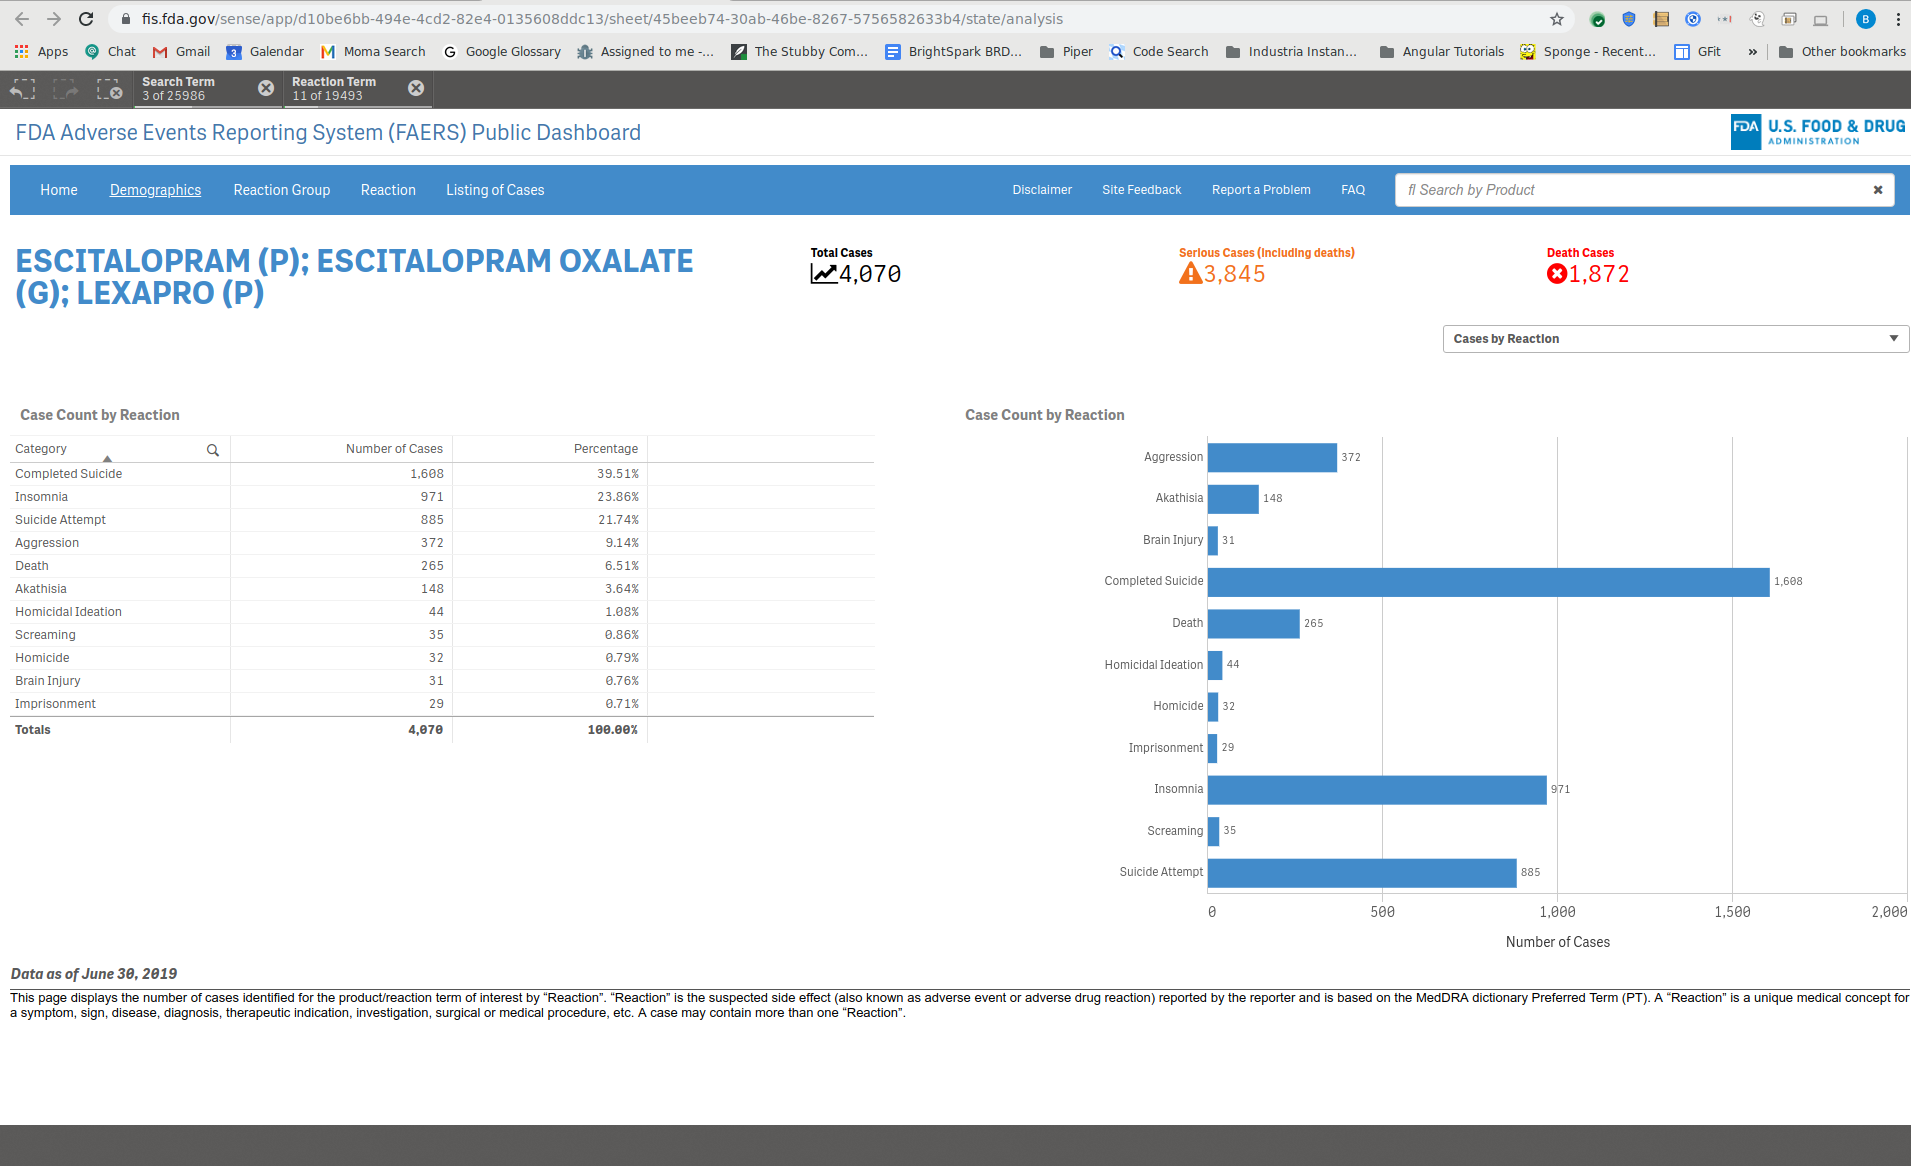 fis.fda.gov/sense/app/d10be6bb-494e-4cd2-82e4-0135608ddc13/sheet/45beeb74-30ab-46be-8267-5756582633b4/state/analysis
B
Apps Chat Gmail 3 Calendar Moma Search G Google Glossary Assigned to me -... The Stubby Com... BrightSpark BRD... Piper Code Search Industria Instan... Angular Tutorials Sponge - Recent... GFit » Other bookmarks
Search Term
3 of 25986
Reaction Term
11 of 19493
FDA Adverse Events Reporting System (FAERS) Public Dashboard
FDA U.S. FOOD & DRUG
ADMINISTRATION
Home Demographics Reaction Group Reaction Listing of Cases Disclaimer Site Feedback Report a Problem FAQ fl Search by Product
ESCITALOPRAM (P); ESCITALOPRAM OXALATE
(G); LEXAPRO (P)
Total Cases
4,070
Serious Cases (including deaths)
3,845
Death Cases
1,872
Cases by Reaction
Case Count by Reaction
Category Number of Cases Percentage
Completed Suicide 1,608 39.51%
Insomnia 971 23.86%
Suicide Attempt 885 21.74%
Aggression 372 9.14%
Death 265 6.51%
Akathisia 148 3.64%
Homicidal Ideation 44 1.08%
Screaming 35 0.86%
Homicide 32 0.79%
Brain Injury 31 0.76%
Imprisonment 29 0.71%
Totals 4,070 100.00%
Case Count by Reaction
Aggression 372
Akathisia 148
Brain Injury 31
Completed Suicide 1,608
Death 265
Homicidal Ideation 44
Homicide 32
Imprisonment 29
Insomnia 971
Screaming 35
Suicide Attempt 885
0 500 1,000 1,500 2,000
Number of Cases
Data as of June 30, 2019
This page displays the number of cases identified for the product/reaction term of interest by “Reaction”. “Reaction” is the suspected side effect (also known as adverse event or adverse drug reaction) reported by the reporter and is based on the MedDRA dictionary Preferred Term (PT). A “Reaction” is a unique medical concept for
a symptom, sign, disease, diagnosis, therapeutic indication, investigation, surgical or medical procedure, etc. A case may contain more than one “Reaction”.